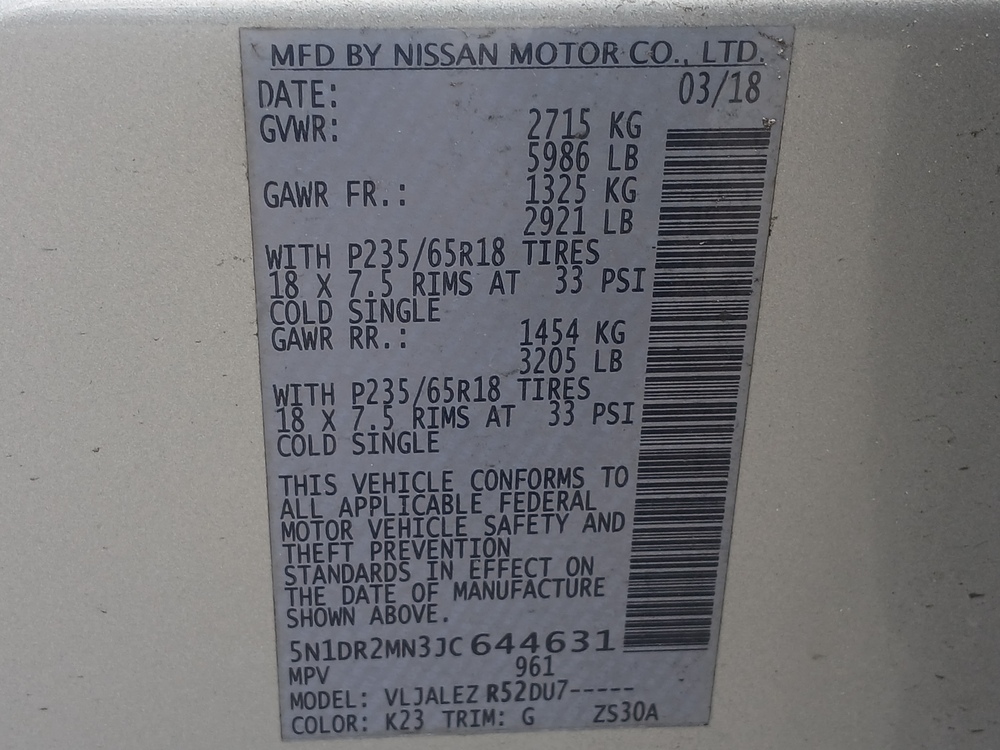 MFD BY NISSAN MOTOR CO., LTD.
DATE: 03/18
GVWR: 2715 KG
5986 LB
GAWR FR.: 1325 KG
2921 LB
WITH P235/65R18 TIRES
18 X 7.5 RIMS AT 33 PSI
COLD SINGLE
GAWR RR.: 1454 KG
3205 LB
WITH P235/65R18 TIRES
18 X 7.5 RIMS AT 33 PSI
COLD SINGLE
THIS VEHICLE CONFORMS TO
ALL APPLICABLE FEDERAL
MOTOR VEHICLE SAFETY AND
THEFT PREVENTION
STANDARDS IN EFFECT ON
THE DATE OF MANUFACTURE
SHOWN ABOVE.
5N1DR2MN3JC644631
MPV 961
MODEL: VLJALEZ R52DU7-----
COLOR: K23 TRIM: G ZS30A